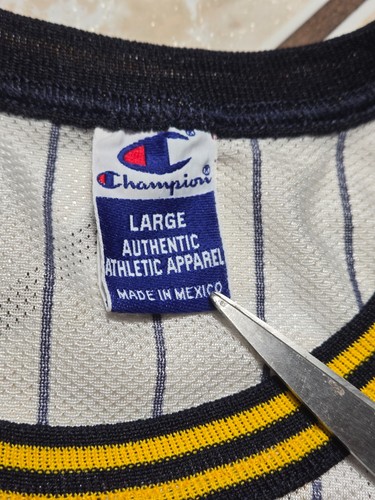 Champion
LARGE
AUTHENTIC
ATHLETIC APPAREL
MADE IN MEXICO